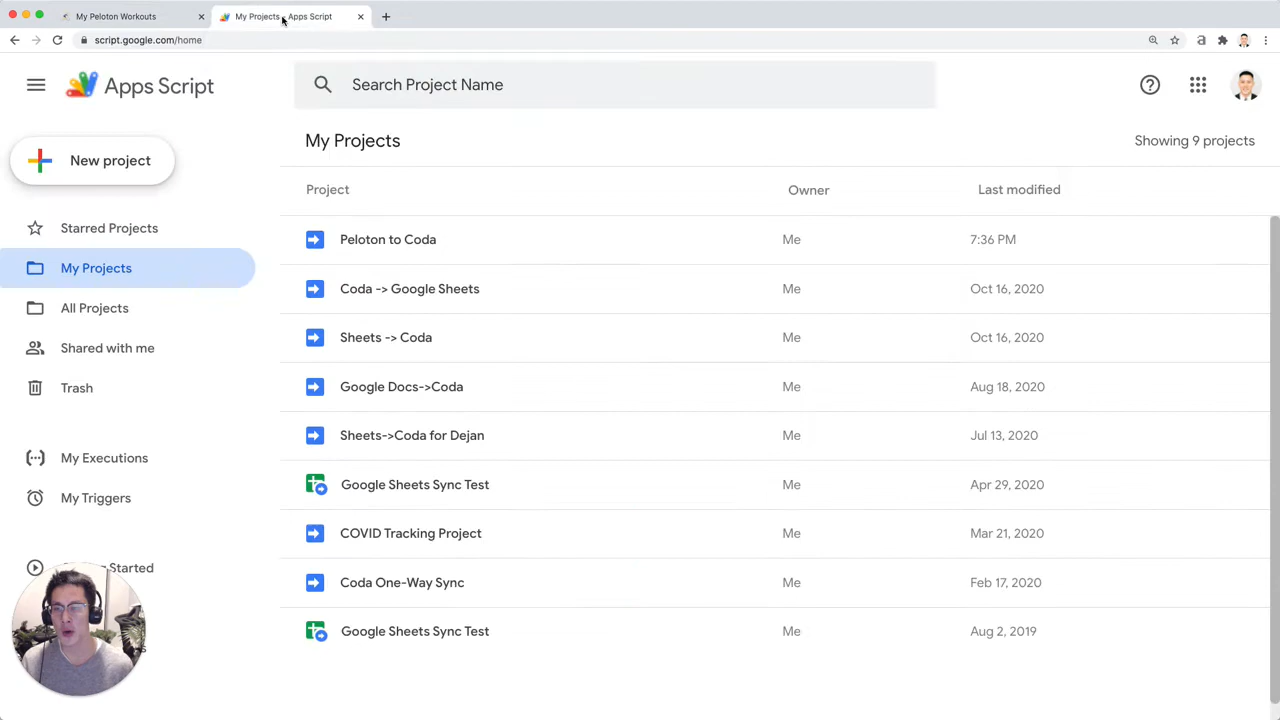 My Peloton Workouts
My Projects - Apps Script
script.google.com/home
Apps Script
Search Project Name
New project
Starred Projects
My Projects
All Projects
Shared with me
Trash
My Executions
My Triggers
Started
My Projects
Showing 9 projects
Project Owner Last modified
Peloton to Coda Me 7:36 PM
Coda -> Google Sheets Me Oct 16, 2020
Sheets -> Coda Me Oct 16, 2020
Google Docs->Coda Me Aug 18, 2020
Sheets->Coda for Dejan Me Jul 13, 2020
Google Sheets Sync Test Me Apr 29, 2020
COVID Tracking Project Me Mar 21, 2020
Coda One-Way Sync Me Feb 17, 2020
Google Sheets Sync Test Me Aug 2, 2019